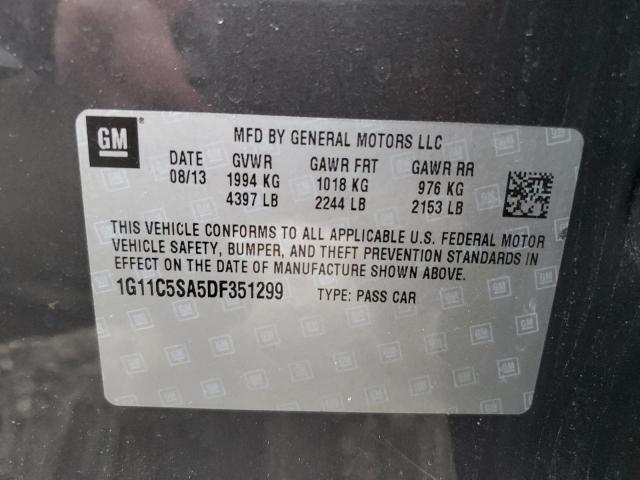 GM
MFD BY GENERAL MOTORS LLC
DATE GVWR GAWR FRT GAWR RR
08/13 1994 KG 1018 KG 976 KG
4397 LB 2244 LB 2153 LB
THIS VEHICLE CONFORMS TO ALL APPLICABLE U.S. FEDERAL MOTOR
VEHICLE SAFETY, BUMPER, AND THEFT PREVENTION STANDARDS IN
EFFECT ON THE DATE OF MANUFACTURE SHOWN ABOVE.
1G11C5SA5DF351299 TYPE: PASS CAR